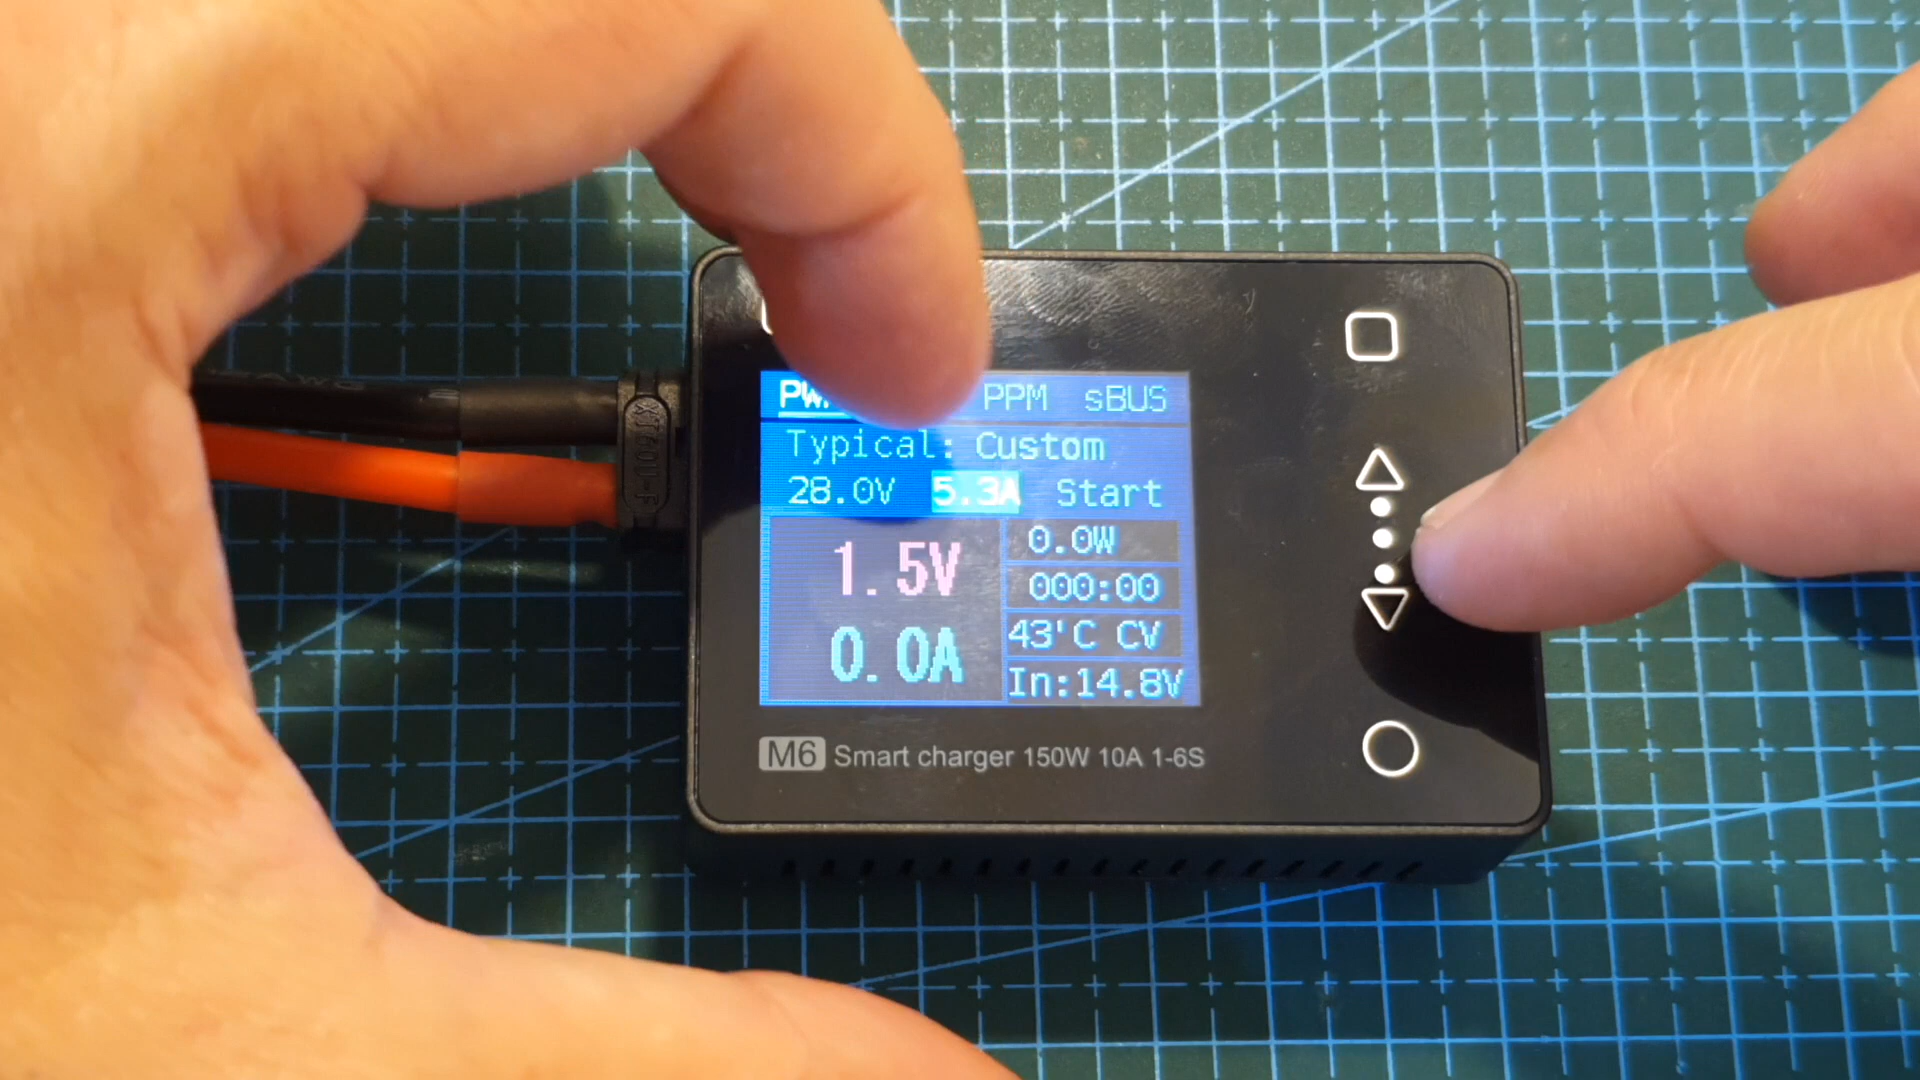 PPM sBUS
Typical: Custom
28.0V 5.3A Start
1.5V
0.0A
0.0W
000:00
43'C CV
In:14.8V
M6 Smart charger 150W 10A 1-6S
XT60U-F